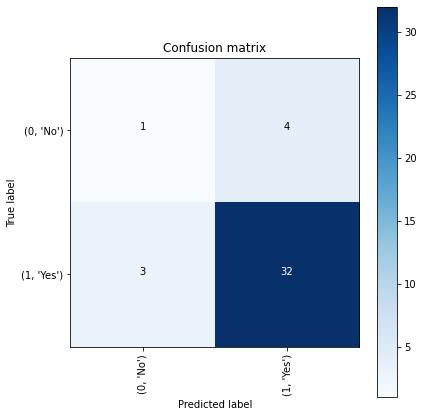 Confusion matrix
True label
(0, 'No')
1
4
(1, 'Yes')
3
32
(0, 'No')
(1, 'Yes')
Predicted label
30
25
20
15
10
5